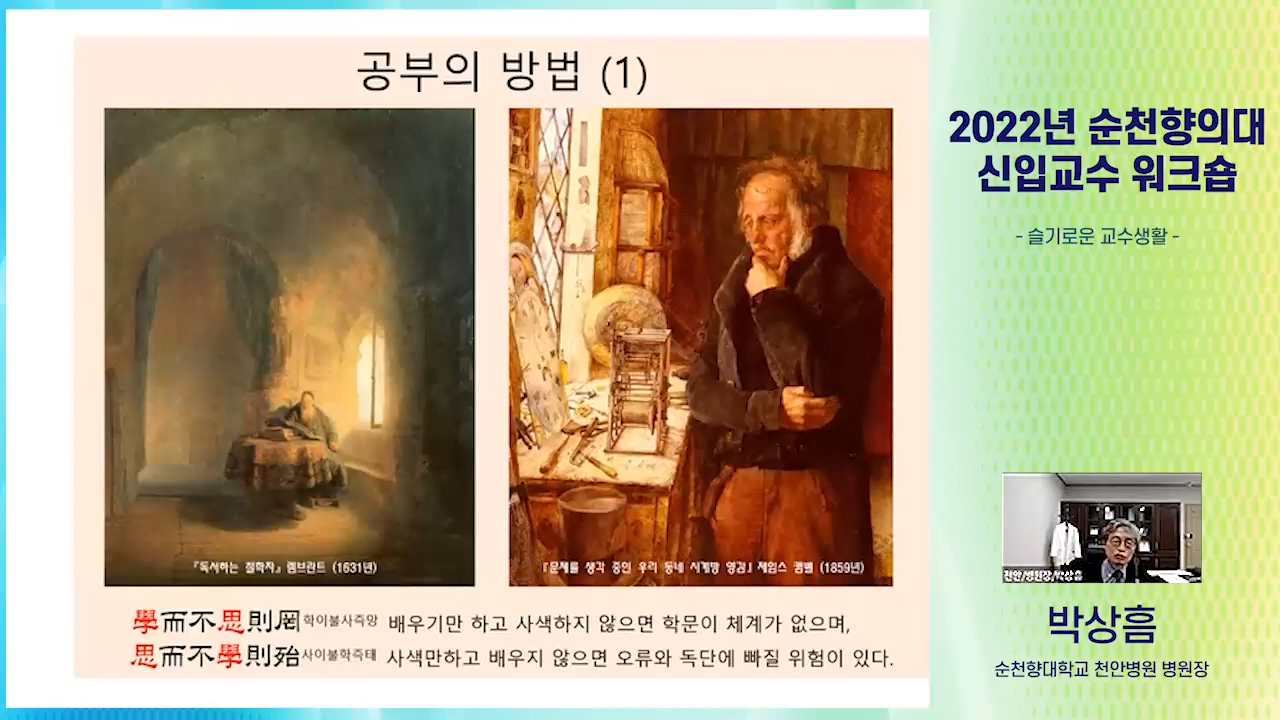 공부의 방법 (1)
『독서하는 철학자』 렘브란트 (1631년)
『문제를 생각 중인 우리 동네 시계방 영감』 제임스 캠벨 (1859년)
學而不思則罔학이불사즉망 배우기만 하고 사색하지 않으면 학문이 체계가 없으며,
思而不學則殆사이불학즉태 사색만하고 배우지 않으면 오류와 독단에 빠질 위험이 있다.
2022년 순천향의대
신입교수 워크숍
- 슬기로운 교수생활 -
천안/병원장/박상흠
박상흠
순천향대학교 천안병원 병원장